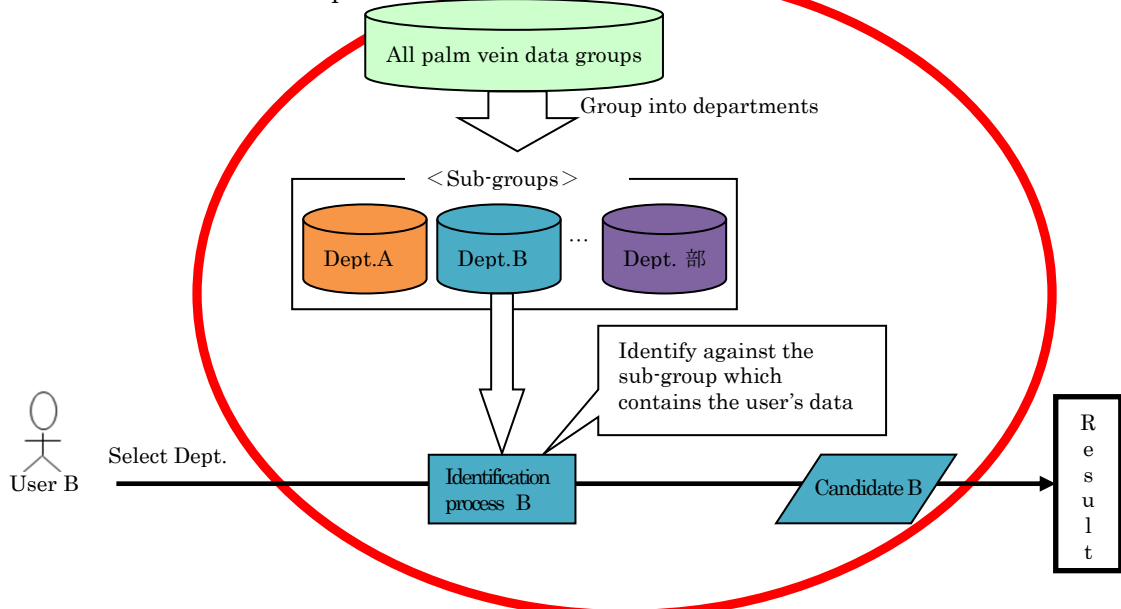 All palm vein data groups
Group into departments
＜Sub-groups＞
Dept.A
Dept.B
…
Dept. 部
Identify against the
sub-group which
contains the user's data
Select Dept.
User B
Identification
process B
Candidate B
Result